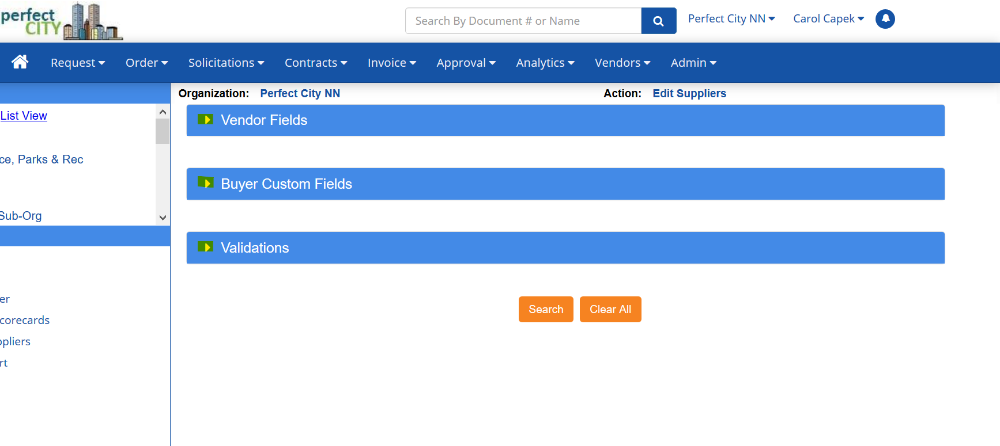 perfect
CITY
Search By Document # or Name
Perfect City NN
Carol Capek
Request
Order
Solicitations
Contracts
Invoice
Approval
Analytics
Vendors
Admin
Organization: Perfect City NN
Action: Edit Suppliers
List View
ce, Parks & Rec
Sub-Org
er
corecards
ppliers
rt
Vendor Fields
Buyer Custom Fields
Validations
Search
Clear All